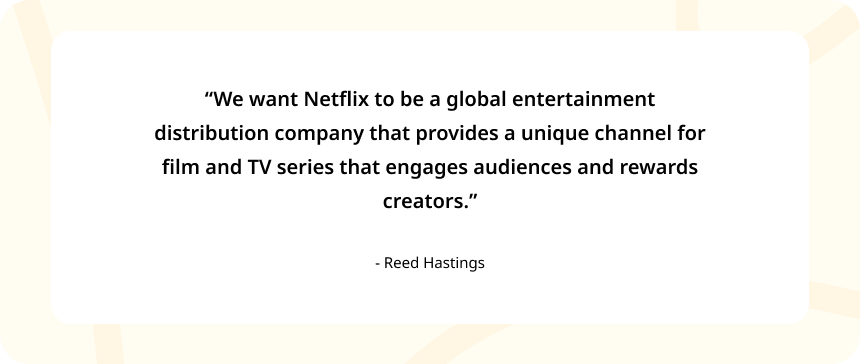 “We want Netflix to be a global entertainment
distribution company that provides a unique channel for
film and TV series that engages audiences and rewards
creators.”
- Reed Hastings